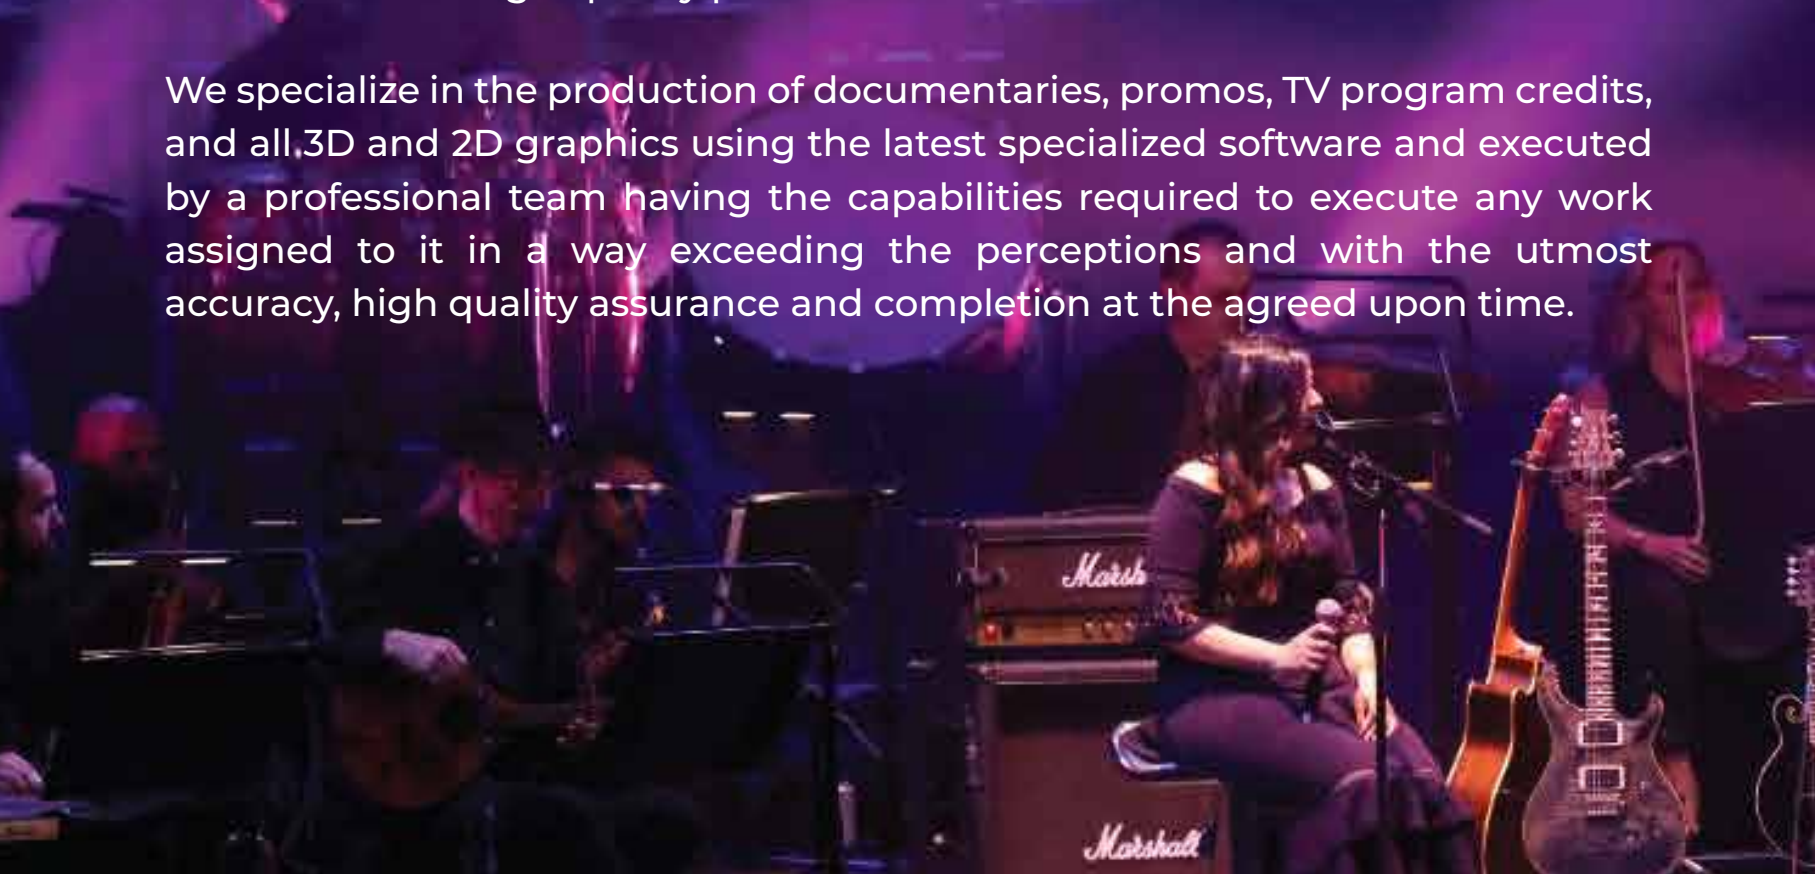 We specialize in the production of documentaries, promos, TV program credits,
and all 3D and 2D graphics using the latest specialized software and executed
by a professional team having the capabilities required to execute any work
assigned to it in a way exceeding the perceptions and with the utmost
accuracy, high quality assurance and completion at the agreed upon time.
Marsh
Marshall